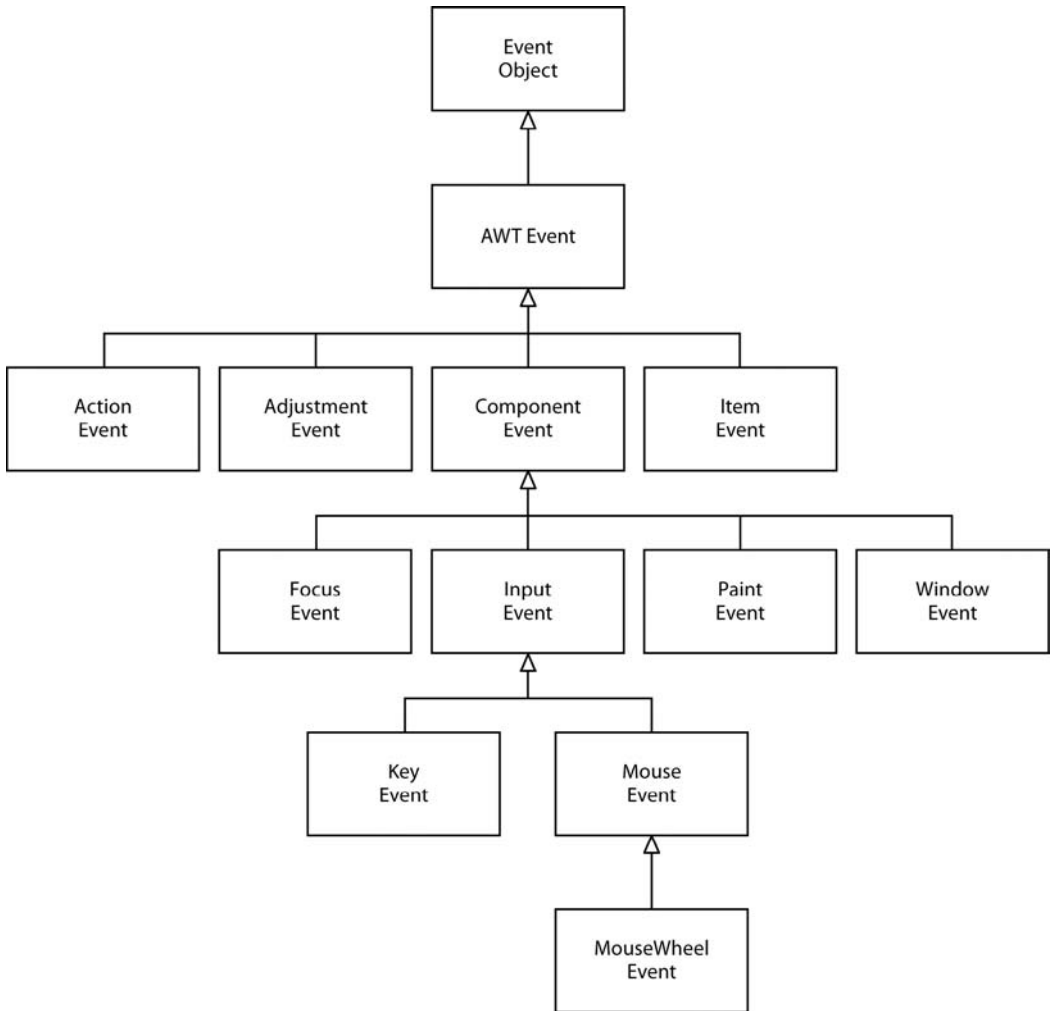 Event
Object
AWT Event
Action
Event
Adjustment
Event
Component
Event
Item
Event
Focus
Event
Input
Event
Paint
Event
Window
Event
Key
Event
Mouse
Event
MouseWheel
Event